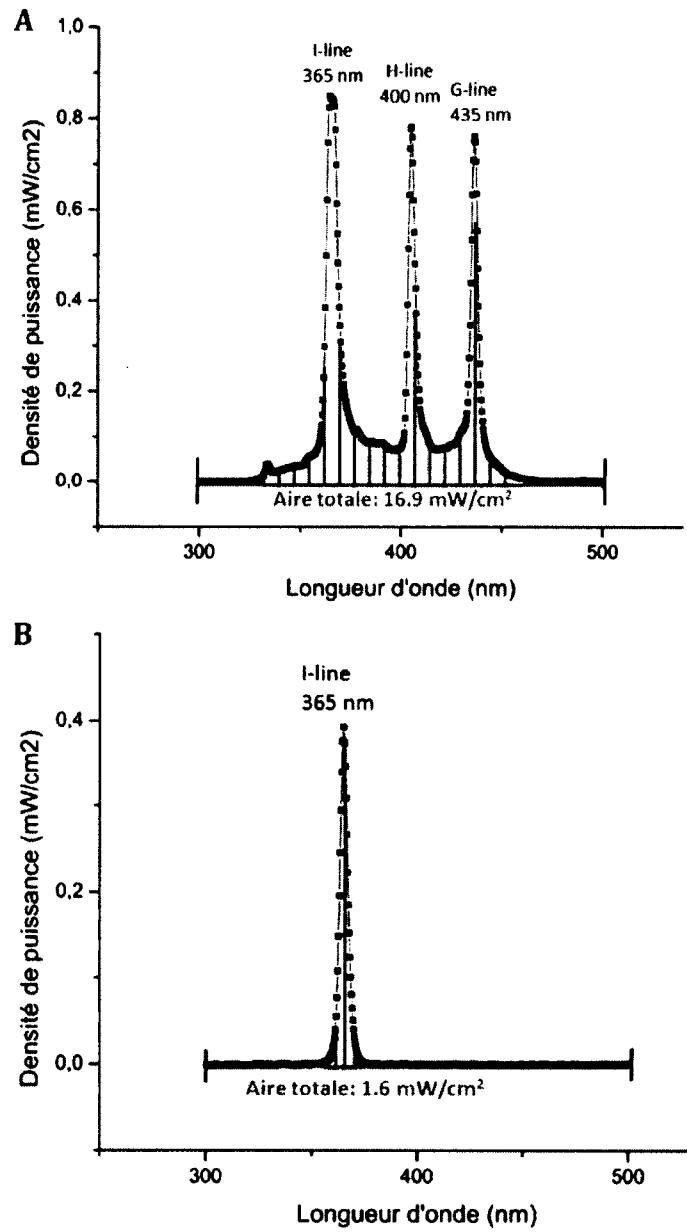 A
1,0
I-line
365 nm
H-line
400 nm
G-line
435 nm
0,8
0,6
0,4
0,2
0,0
Densité de puissance (mW/cm2)
Aire totale: 16.9 mW/cm²
300
400
500
Longueur d'onde (nm)
B
I-line
365 nm
0,4
0,2
0,0
Densité de puissance (mW/cm2)
Aire totale: 1.6 mW/cm²
300
400
500
Longueur d'onde (nm)